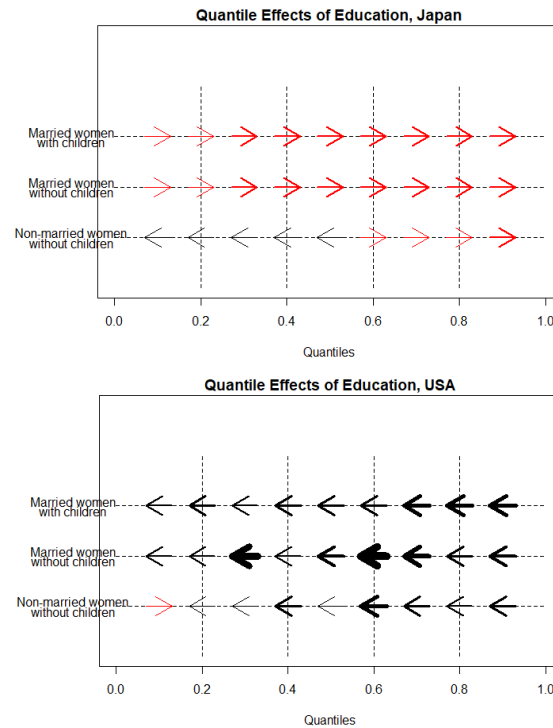 Quantile Effects of Education, Japan
Married women
with children
Married women
without children
Non-married women
without children
0.0 0.2 0.4 0.6 0.8 1.0
Quantiles
Quantile Effects of Education, USA
Married women
with children
Married women
without children
Non-married women
without children
0.0 0.2 0.4 0.6 0.8 1.0
Quantiles